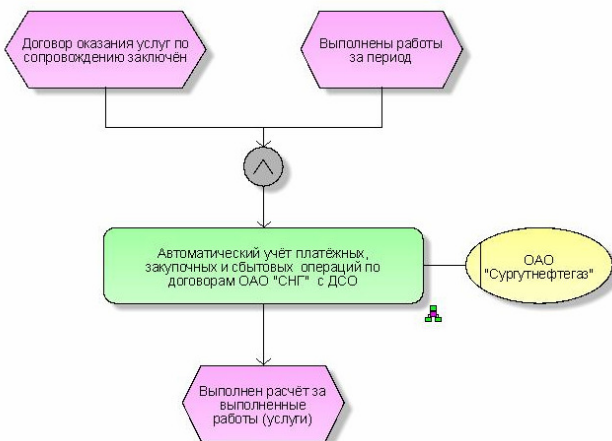 Договор оказания услуг по
сопровождению заключён
Выполнены работы
за период
Автоматический учёт платёжных,
закупочных и сбытовых операций по
договорам ОАО "СНГ" с ДСО
ОАО
"Сургутнефтегаз"
Выполнен расчёт за
выполненные
работы (услуги)